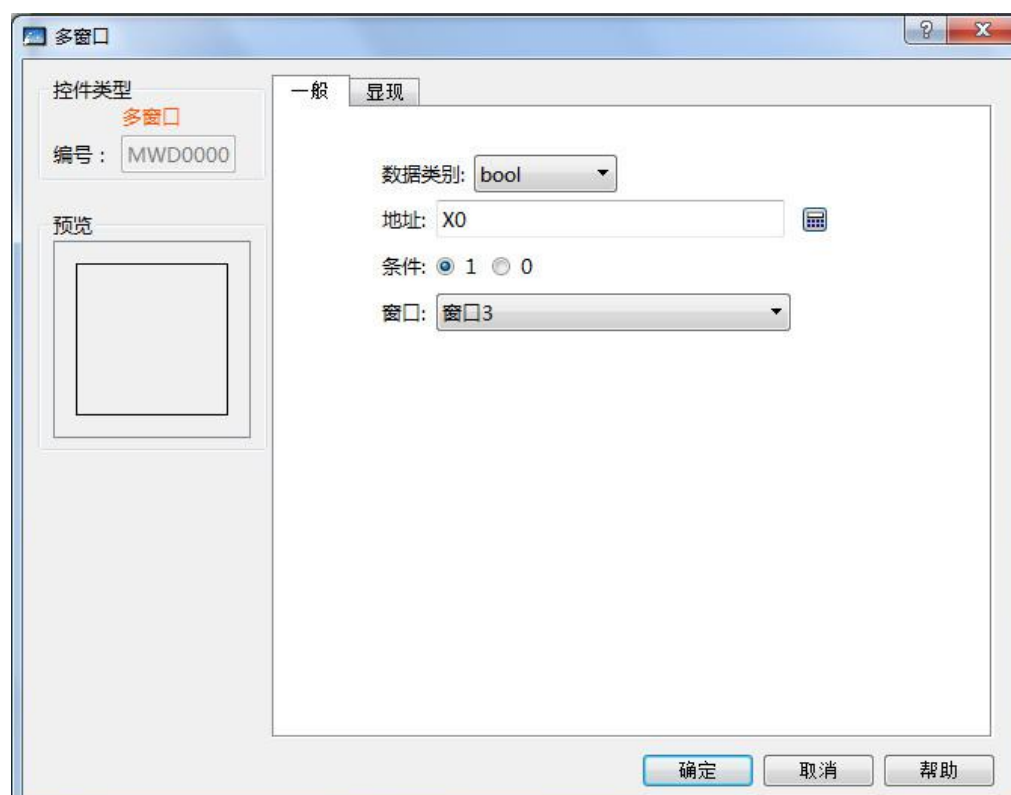 多窗口
控件类型
多窗口
编号： MWD0000
预览
一般 显现
数据类别: bool
地址: X0
条件: 1 0
窗口: 窗口3
确定 取消 帮助